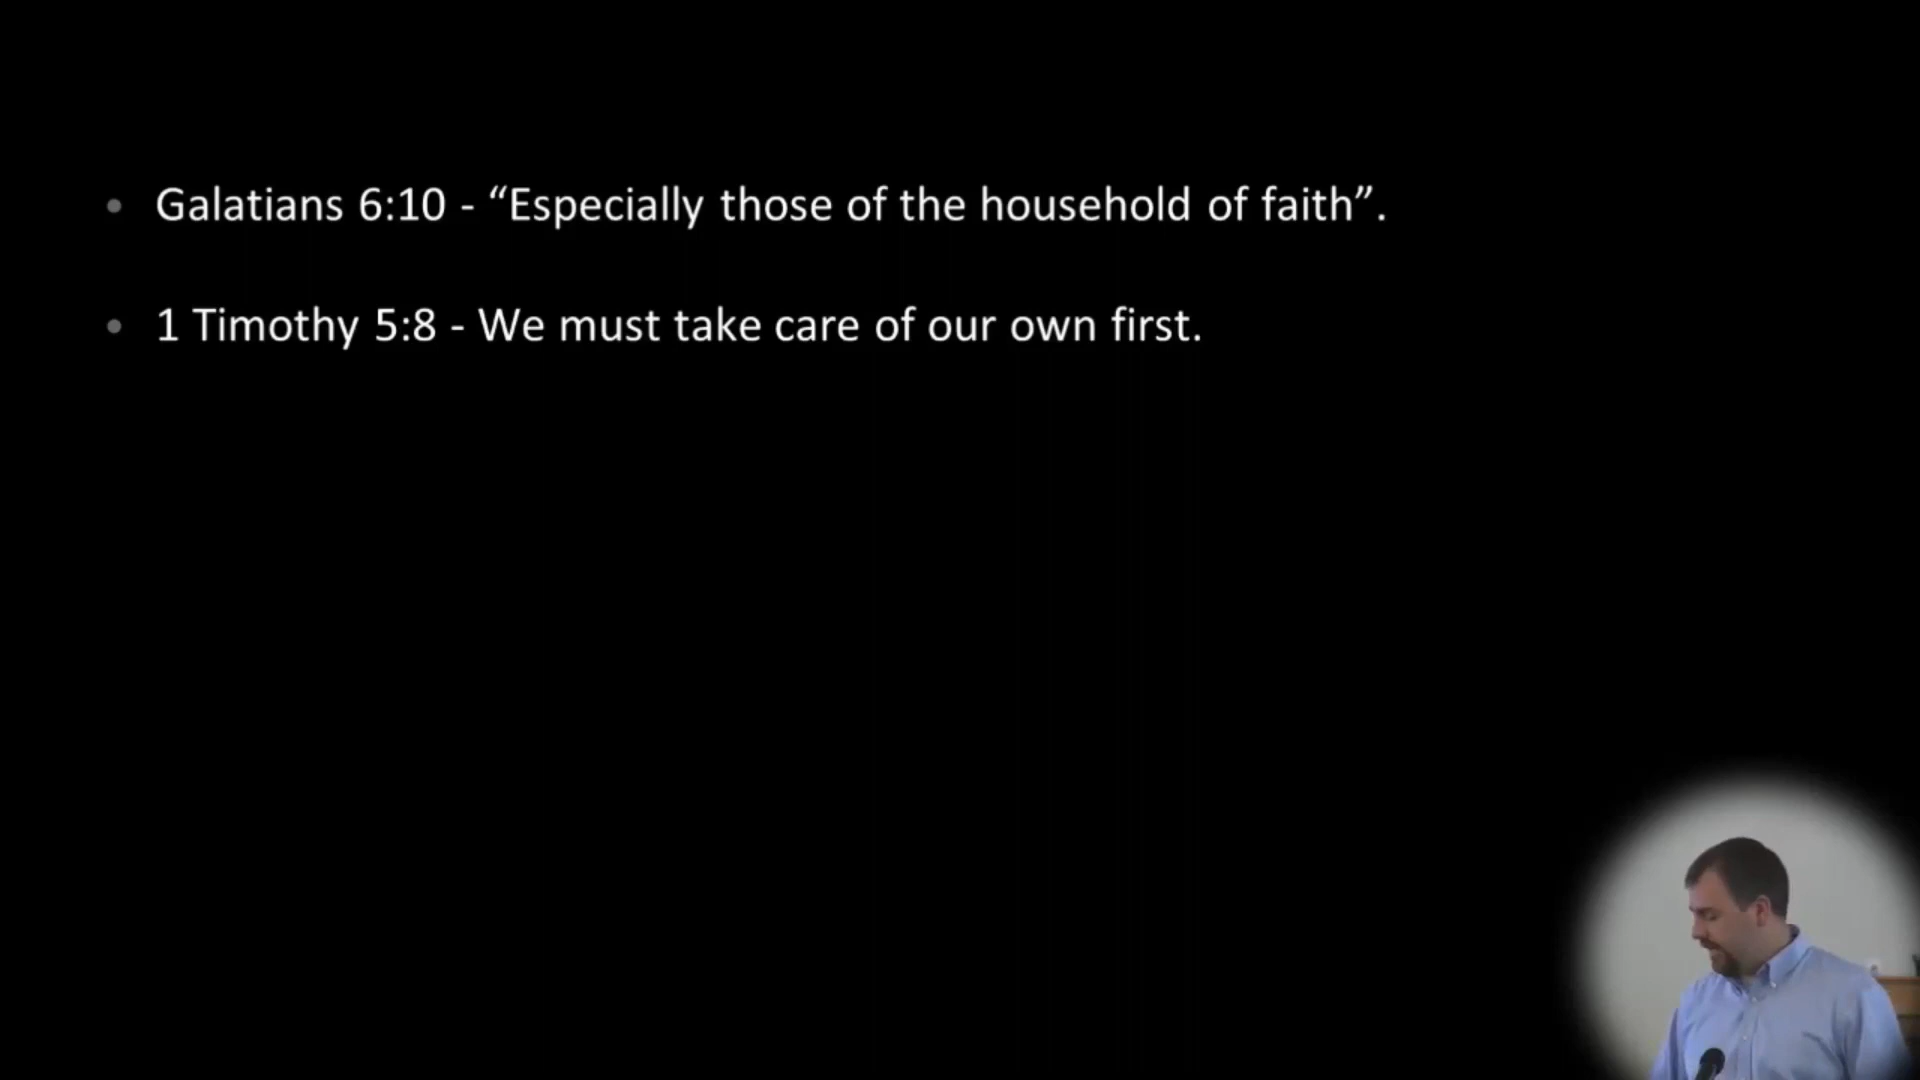 • Galatians 6:10 - “Especially those of the household of faith”.
• 1 Timothy 5:8 - We must take care of our own first.